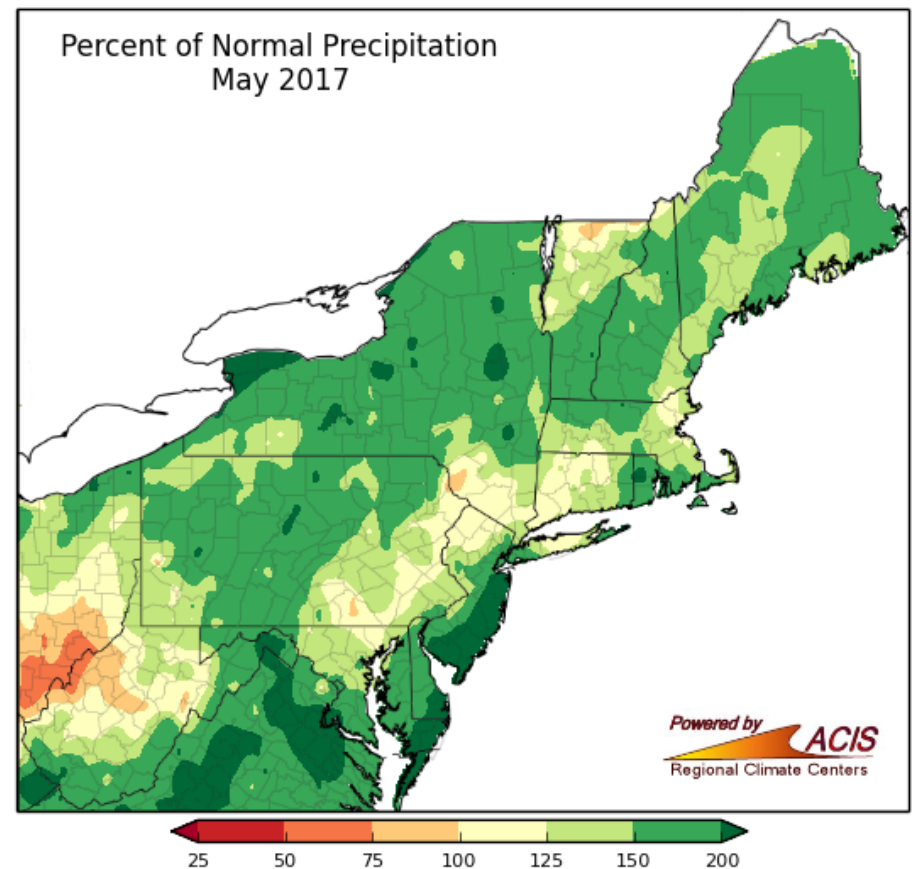 Percent of Normal Precipitation
May 2017
Powered by
ACIS
Regional Climate Centers
25 50 75 100 125 150 200